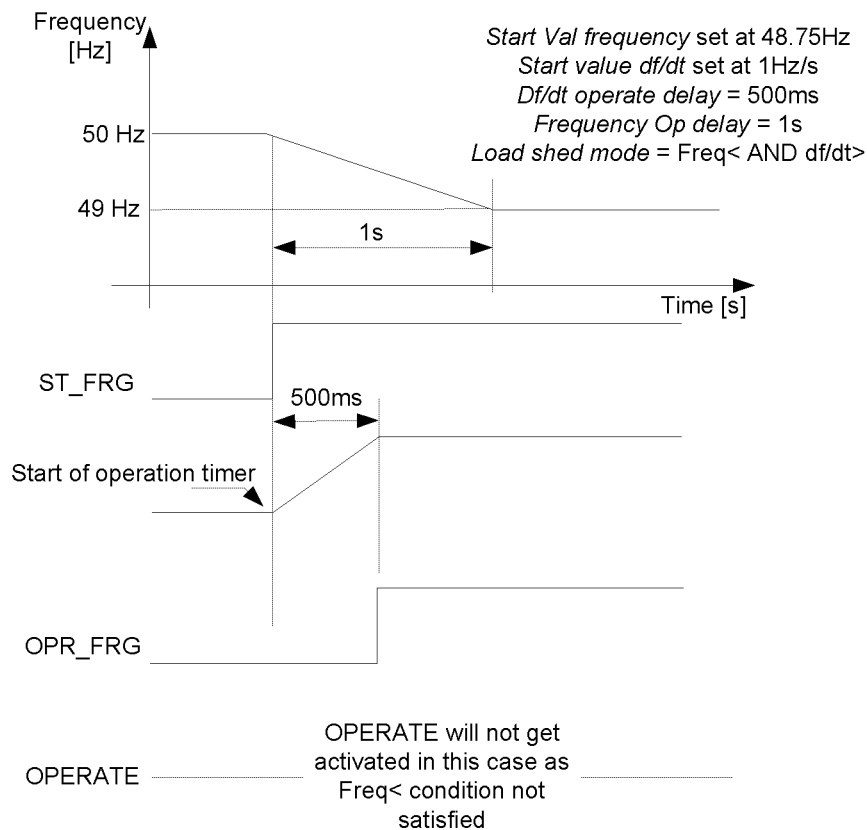 Frequency
[Hz]
Start Val frequency set at 48.75Hz
Start value df/dt set at 1Hz/s
Df/dt operate delay = 500ms
Frequency Op delay = 1s
Load shed mode = Freq< AND df/dt>
50 Hz
49 Hz
1s
Time [s]
ST_FRG
500ms
Start of operation timer
OPR_FRG
OPERATE
OPERATE will not get
activated in this case as
Freq< condition not
satisfied